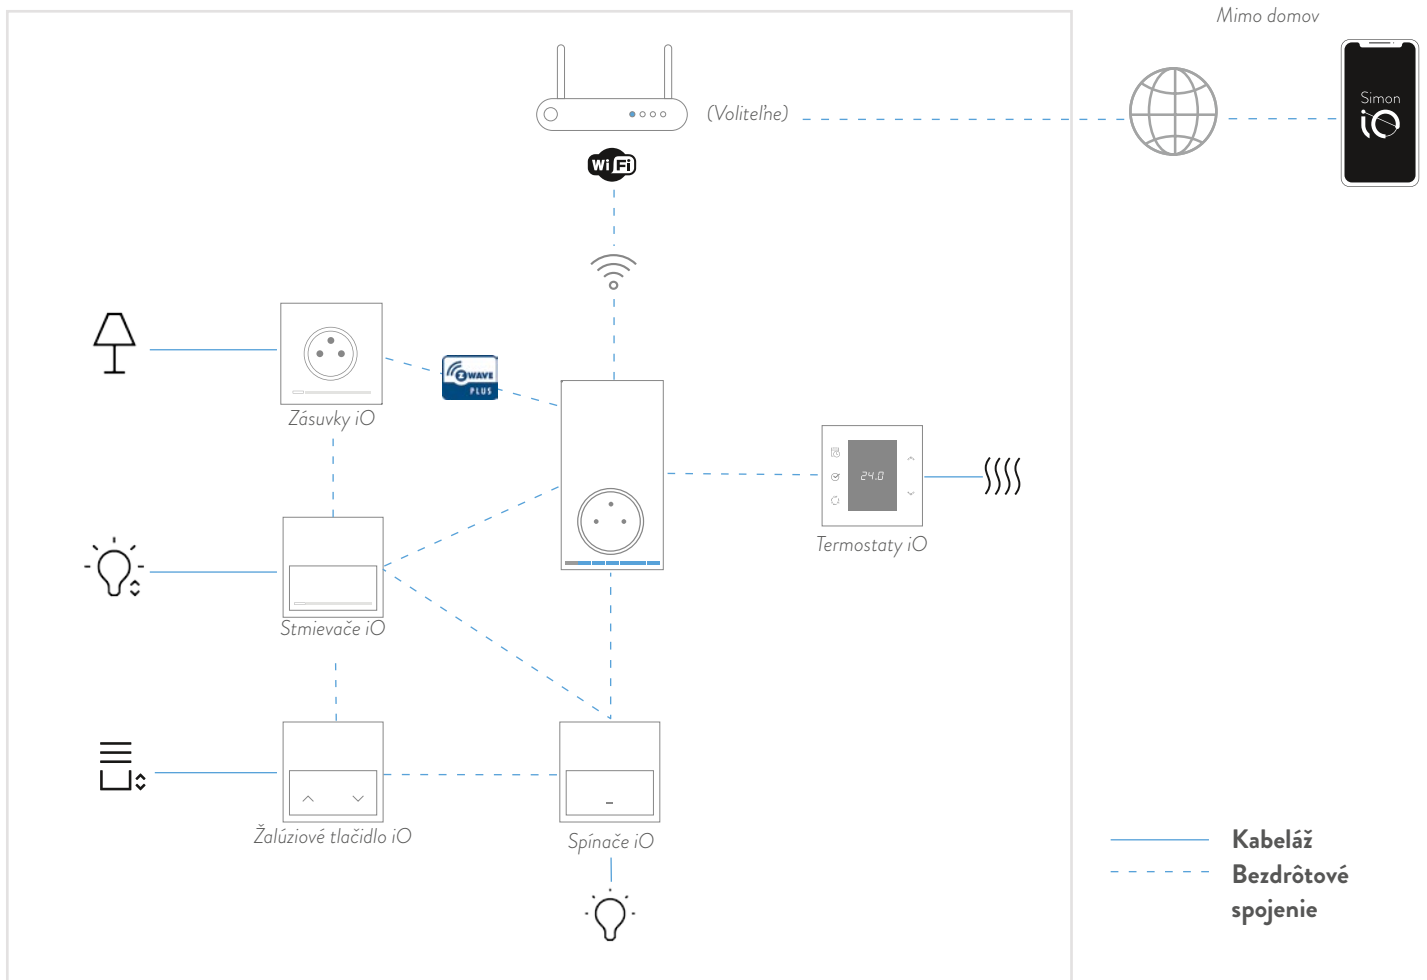 Mimo domov
(Voliteľne)
Simon
iO
Wi Fi
Z WAVE
PLUS
Zásuvky iO
24.0
Termostaty iO
Stmievače iO
Žalúziové tlačidlo iO
Spínače iO
Kabeláž
Bezdrôtové
spojenie